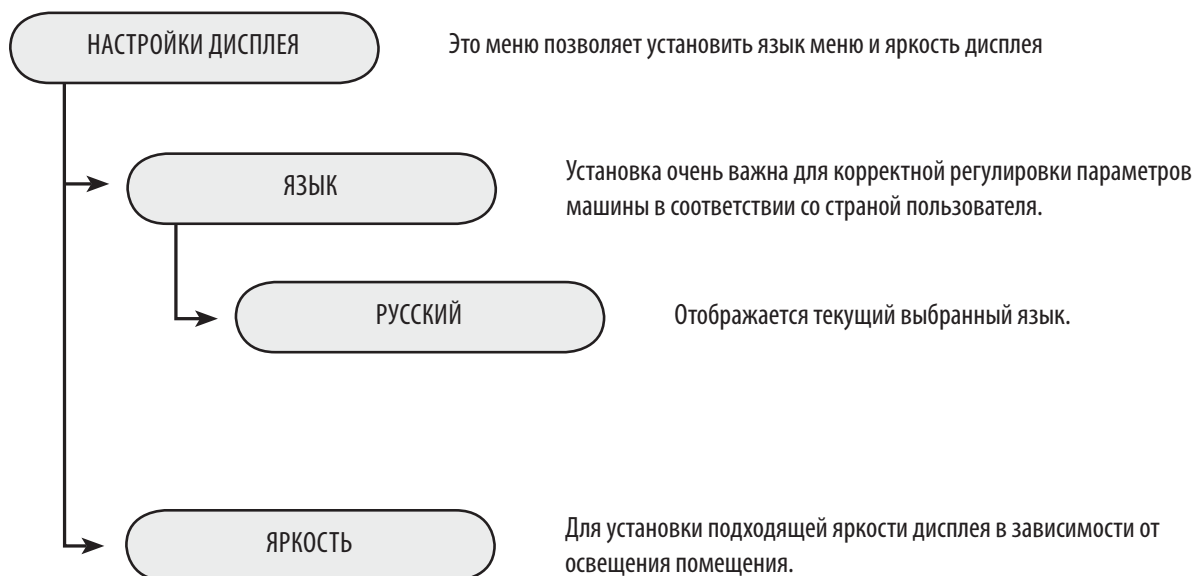 НАСТРОЙКИ ДИСПЛЕЯ
Это меню позволяет установить язык меню и яркость дисплея
ЯЗЫК
Установка очень важна для корректной регулировки параметров
машины в соответствии со страной пользователя.
РУССКИЙ
Отображается текущий выбранный язык.
ЯРКОСТЬ
Для установки подходящей яркости дисплея в зависимости от
освещения помещения.